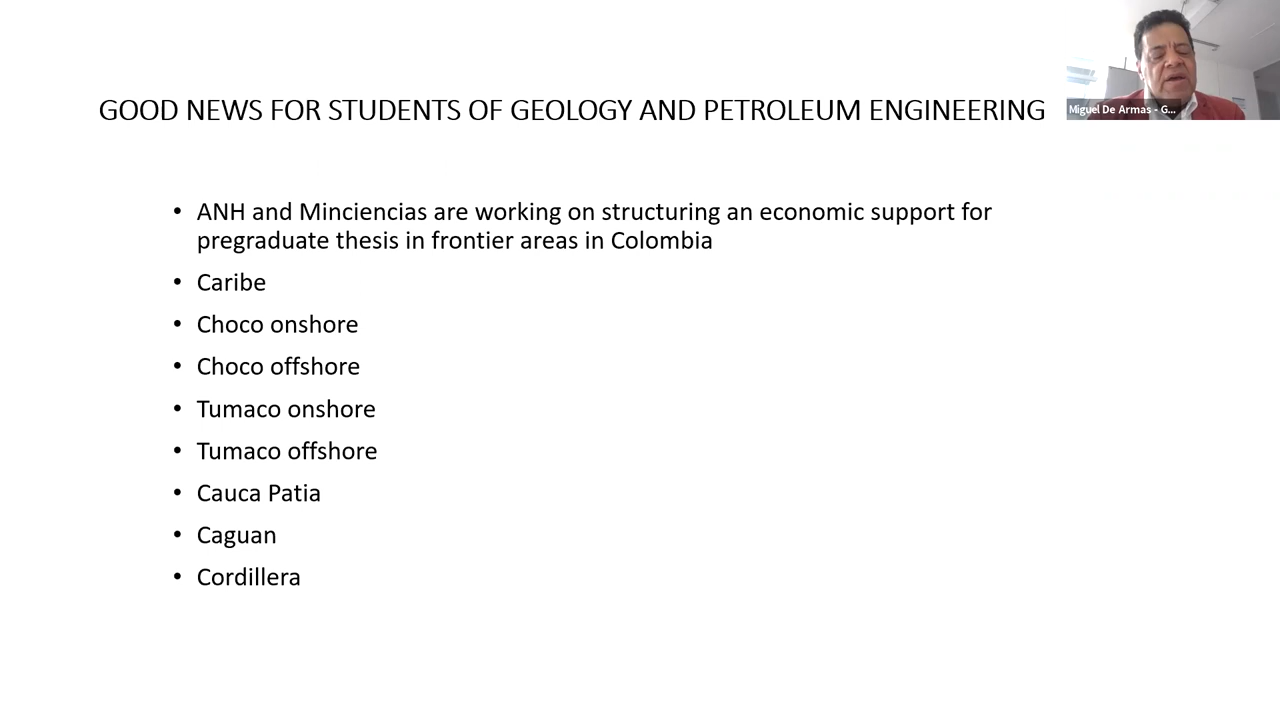 GOOD NEWS FOR STUDENTS OF GEOLOGY AND PETROLEUM ENGINEERING
Miguel De Armas - G...
• ANH and Minciencias are working on structuring an economic support for
pregraduate thesis in frontier areas in Colombia
• Caribe
• Choco onshore
• Choco offshore
• Tumaco onshore
• Tumaco offshore
• Cauca Patia
• Caguan
• Cordillera